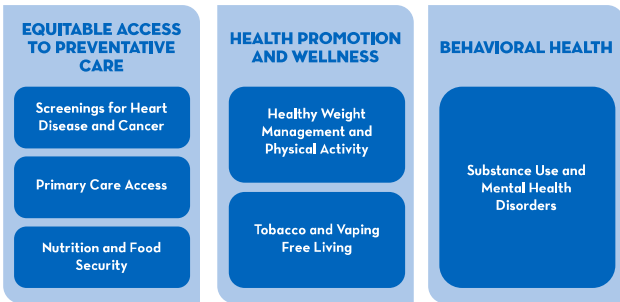 EQUITABLE ACCESS
TO PREVENTATIVE
CARE
Screenings for Heart
Disease and Cancer
Primary Care Access
Nutrition and Food
Security
HEALTH PROMOTION
AND WELLNESS
Healthy Weight
Management and
Physical Activity
Tobacco and Vaping
Free Living
BEHAVIORAL HEALTH
Substance Use and
Mental Health
Disorders